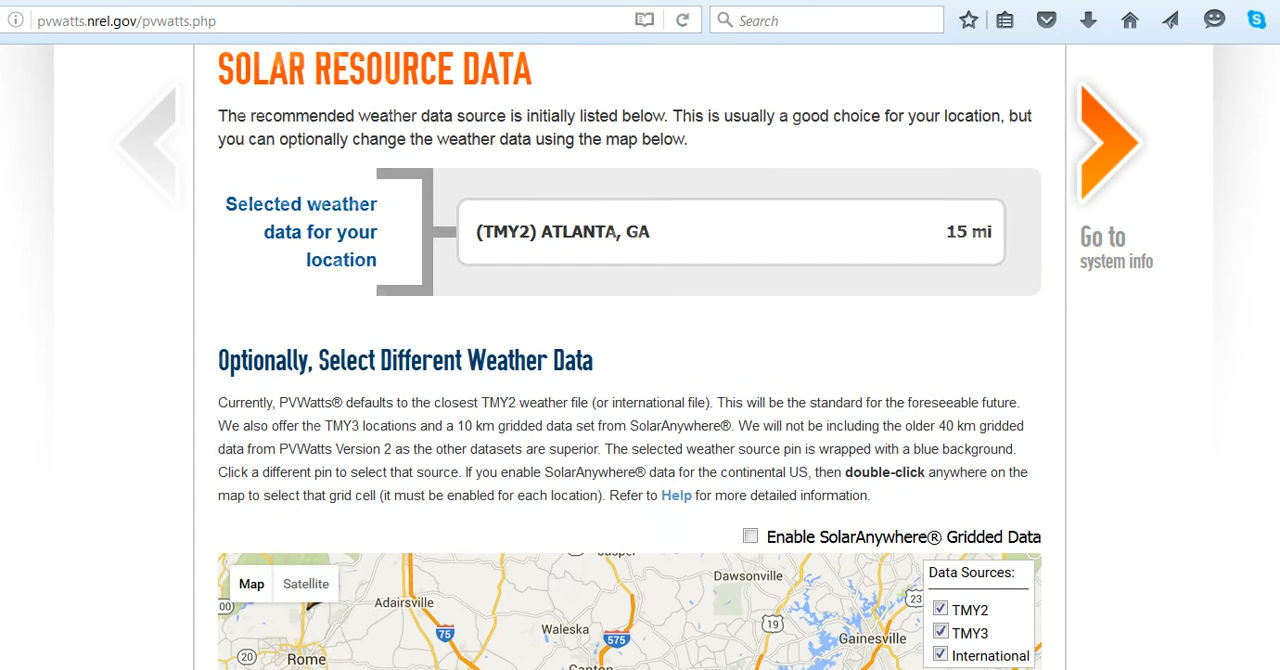 pvwatts.nrel.gov/pvwatts.php
Search
SOLAR RESOURCE DATA
The recommended weather data source is initially listed below. This is usually a good choice for your location, but
you can optionally change the weather data using the map below.
Selected weather
data for your
location
(TMY2) ATLANTA, GA 15 mi
Go to
system info
Optionally, Select Different Weather Data
Currently, PVWatts® defaults to the closest TMY2 weather file (or international file). This will be the standard for the foreseeable future.
We also offer the TMY3 locations and a 10 km gridded data set from SolarAnywhere®. We will not be including the older 40 km gridded
data from PVWatts Version 2 as the other datasets are superior. The selected weather source pin is wrapped with a blue background.
Click a different pin to select that source. If you enable SolarAnywhere® data for the continental US, then double-click anywhere on the
map to select that grid cell (it must be enabled for each location). Refer to Help for more detailed information.
Enable SolarAnywhere® Gridded Data
Map Satellite
Data Sources:
TMY2
TMY3
International
Dawsonville
Adairsville
Waleska
Gainesville
Rome
75
575
19
23
20